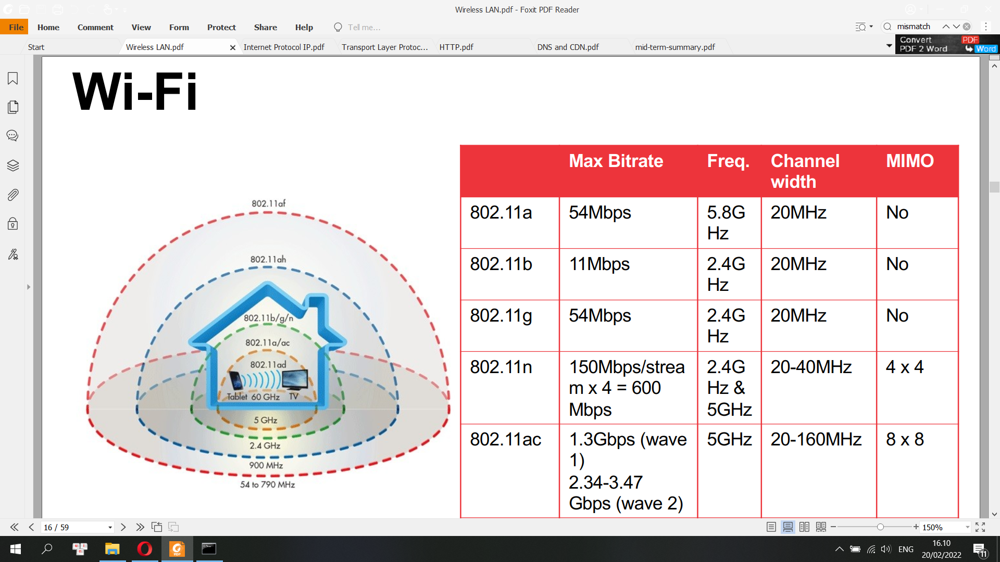 Wireless LAN.pdf - Foxit PDF Reader
File Home Comment View Form Protect Share Help Tell me... mismatch
Start Wireless LAN.pdf Internet Protocol IP.pdf Transport Layer Protoc... HTTP.pdf DNS and CDN.pdf mid-term-summary.pdf
Convert PDF
PDF 2 Word Word
Wi-Fi
802.11af
802.11ah
802.11b/g/n
802.11a/ac
802.11ad
Tablet 60 GHz TV
5 GHz
2.4 GHz
900 MHz
54 to 790 MHz
Max Bitrate Freq. Channel MIMO
width
802.11a 54Mbps 5.8G 20MHz No
Hz
802.11b 11Mbps 2.4G 20MHz No
Hz
802.11g 54Mbps 2.4G 20MHz No
Hz
802.11n 150Mbps/strea 2.4G 20-40MHz 4 x 4
m x 4 = 600 Hz &
Mbps 5GHz
802.11ac 1.3Gbps (wave 5GHz 20-160MHz 8 x 8
1)
2.34-3.47
Gbps (wave 2)
16 / 59 150%
ENG 16.10
20/02/2022 11